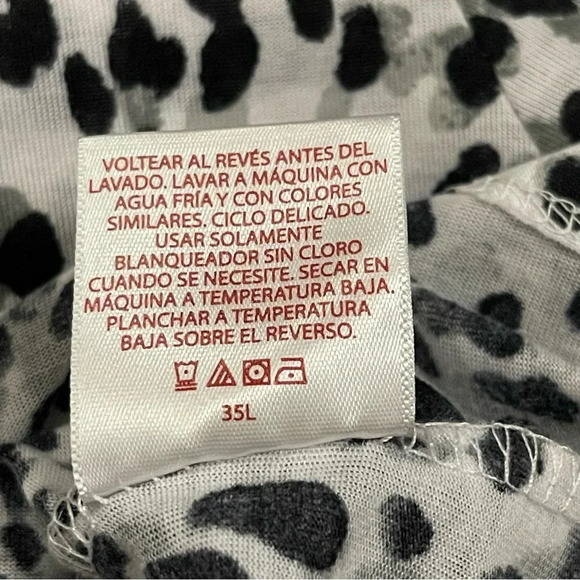 VOLTEAR AL REVÉS ANTES DEL
LAVADO. LAVAR A MÁQUINA CON
AGUA FRÍA Y CON COLORES
SIMILARES. CICLO DELICADO.
USAR SOLAMENTE
BLANQUEADOR SIN CLORO
CUANDO SE NECESITE. SECAR EN
MÁQUINA A TEMPERATURA BAJA.
PLANCHAR A TEMPERATURA
BAJA SOBRE EL REVERSO.
35L